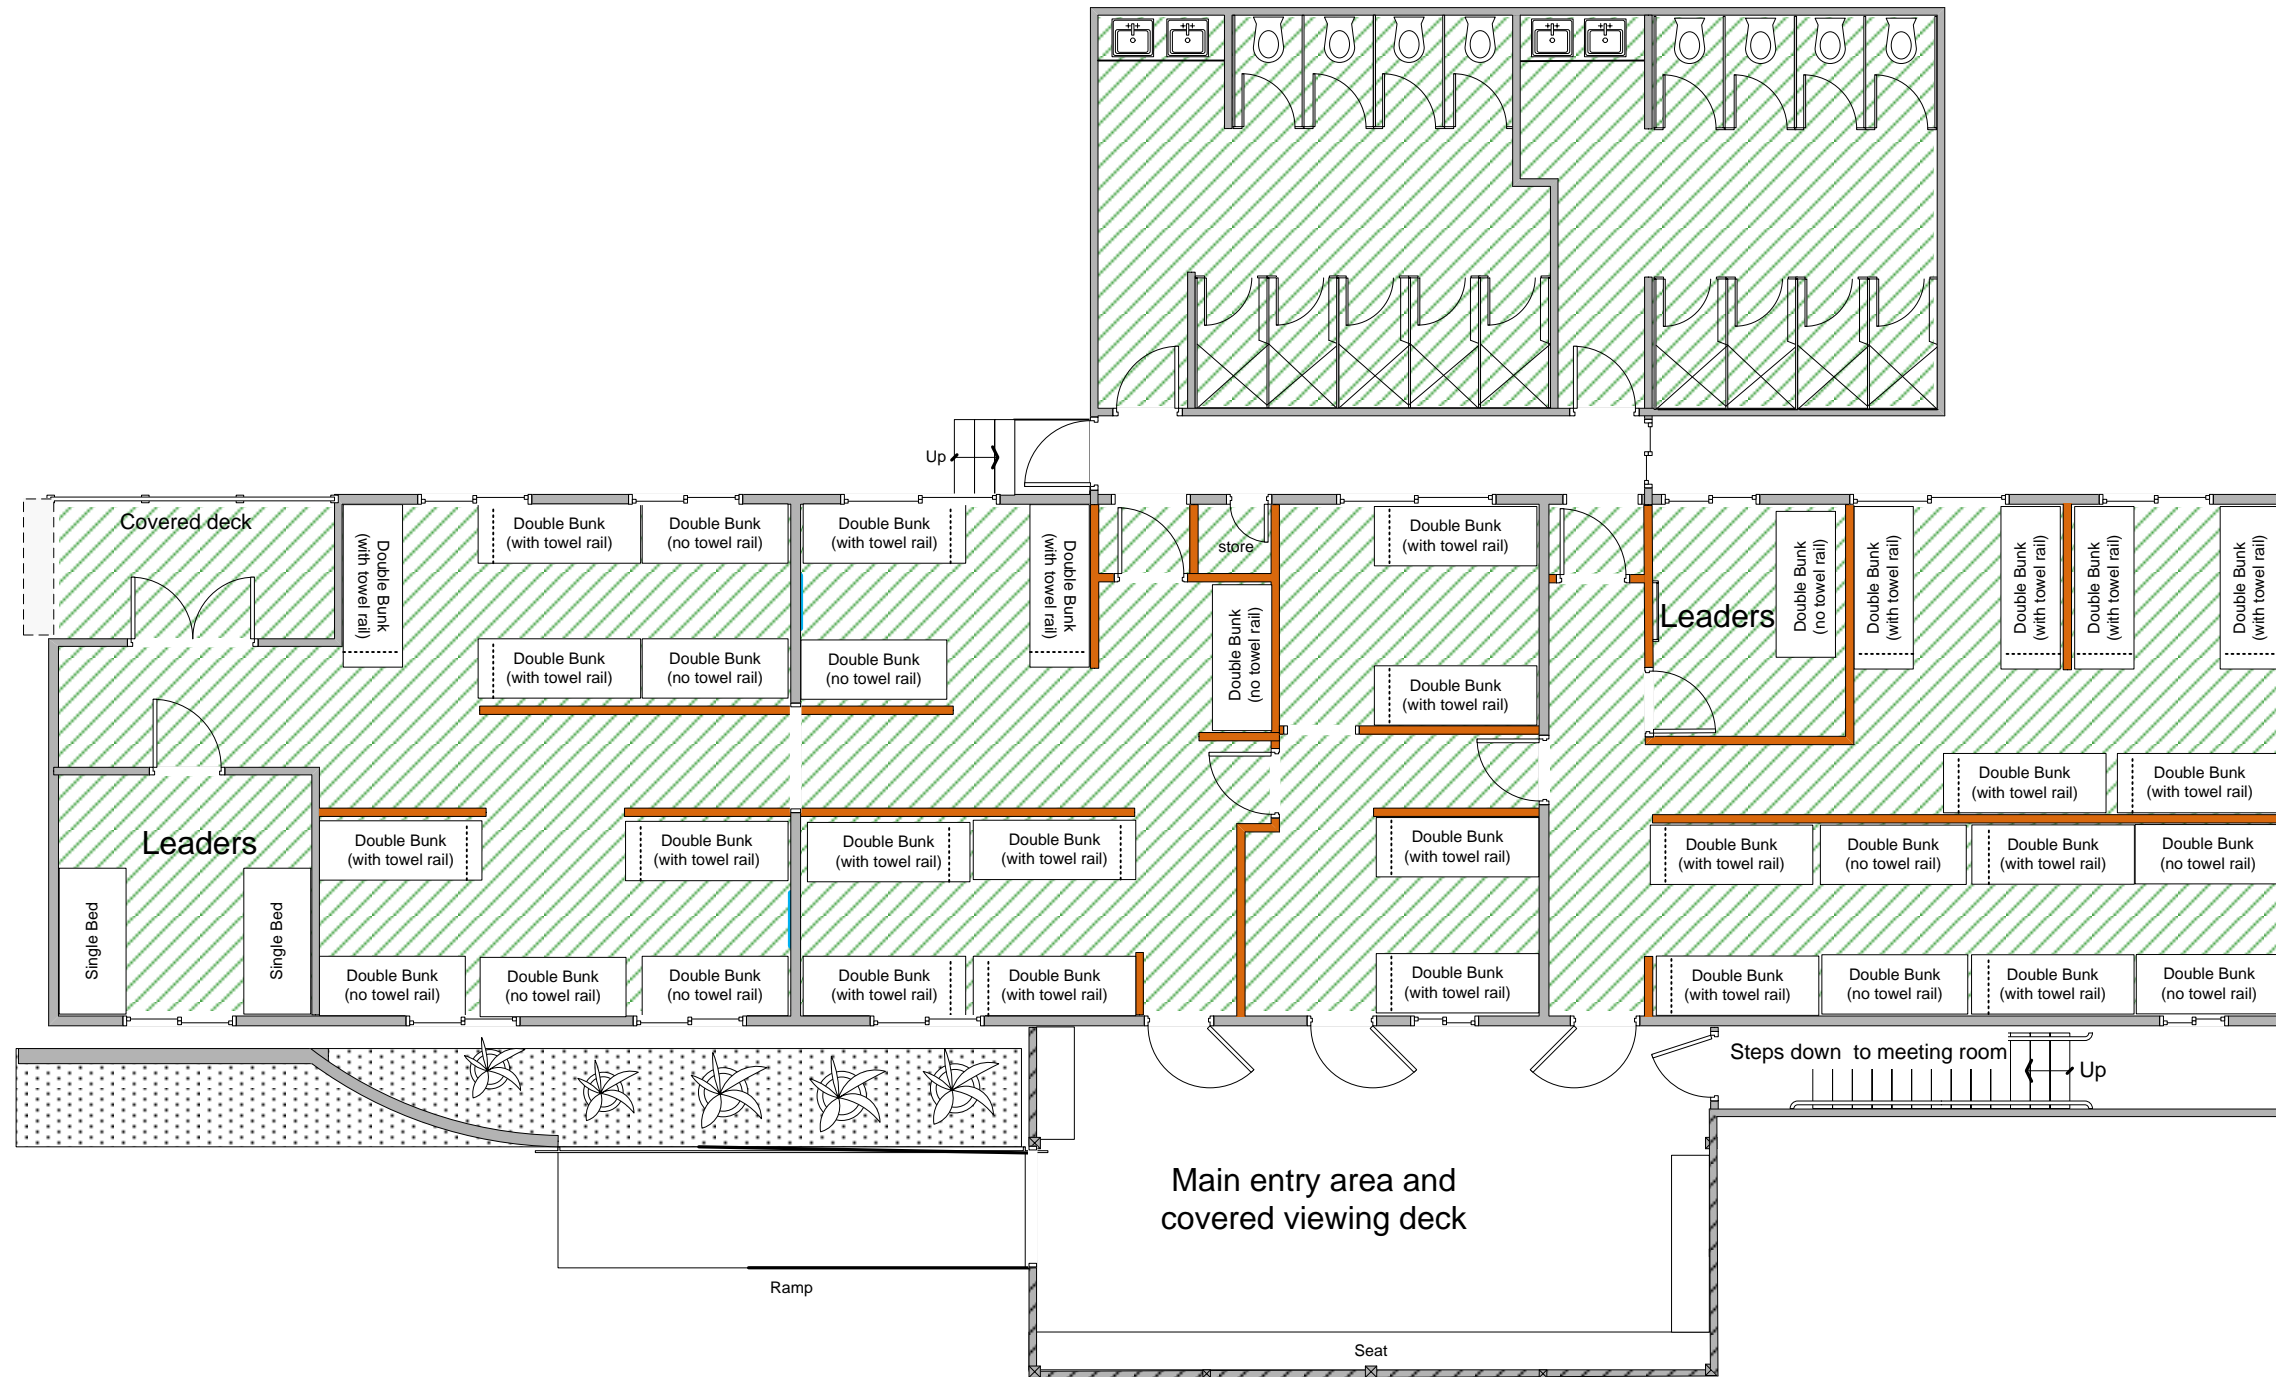 Up
Covered deck
Double Bunk
(with towel rail)
Double Bunk
(with towel rail)
Double Bunk
(no towel rail)
Double Bunk
(with towel rail)
Double Bunk
(with towel rail)
store
Double Bunk
(with towel rail)
Double Bunk
(no towel rail)
Leaders
Double Bunk
(no towel rail)
Double Bunk
(with towel rail)
Double Bunk
(with towel rail)
Double Bunk
(with towel rail)
Double Bunk
(with towel rail)
Double Bunk
(with towel rail)
Double Bunk
(no towel rail)
Double Bunk
(no towel rail)
Double Bunk
(with towel rail)
Double Bunk
(with towel rail)
Double Bunk
(with towel rail)
Leaders
Double Bunk
(with towel rail)
Double Bunk
(with towel rail)
Double Bunk
(with towel rail)
Double Bunk
(with towel rail)
Double Bunk
(with towel rail)
Double Bunk
(with towel rail)
Double Bunk
(no towel rail)
Double Bunk
(with towel rail)
Double Bunk
(no towel rail)
Single Bed
Single Bed
Double Bunk
(no towel rail)
Double Bunk
(no towel rail)
Double Bunk
(no towel rail)
Double Bunk
(with towel rail)
Double Bunk
(with towel rail)
Double Bunk
(with towel rail)
Double Bunk
(with towel rail)
Double Bunk
(no towel rail)
Double Bunk
(with towel rail)
Double Bunk
(no towel rail)
Steps down to meeting room
Up
Main entry area and
covered viewing deck
Ramp
Seat